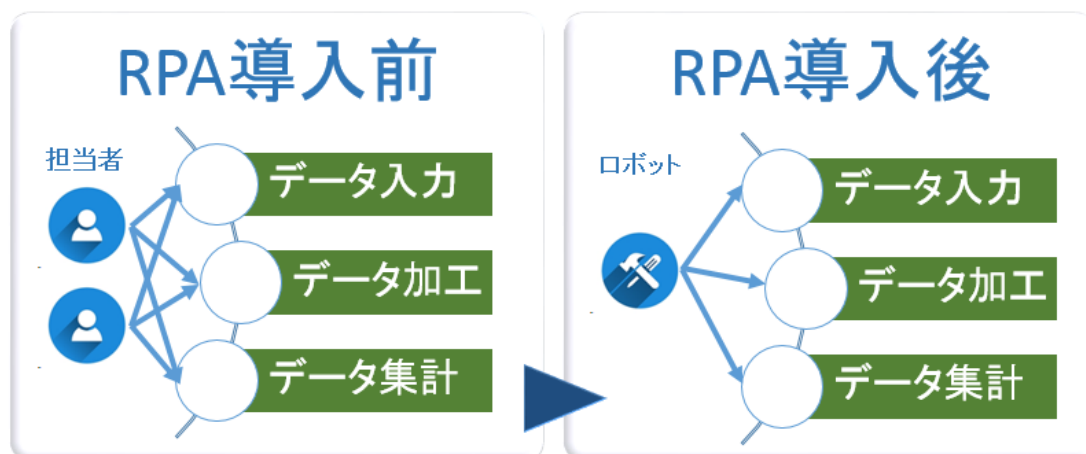 RPA導入前
担当者
データ入力
データ加工
データ集計
RPA導入後
ロボット
データ入力
データ加工
データ集計